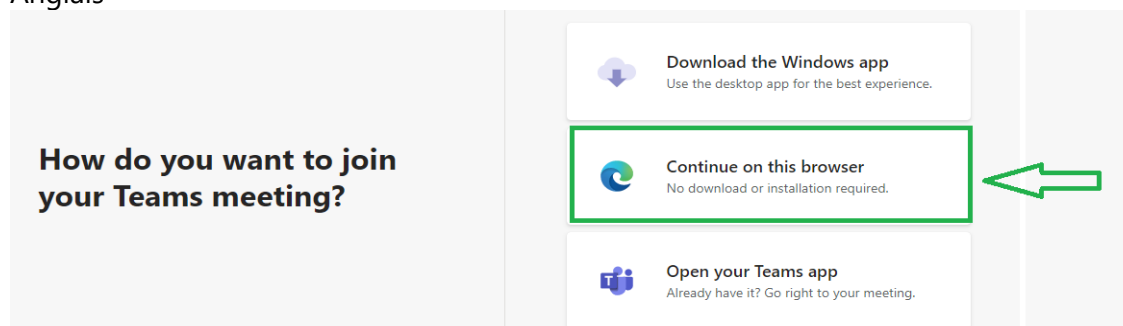 Anglais
How do you want to join
your Teams meeting?
Download the Windows app
Use the desktop app for the best experience.
Continue on this browser
No download or installation required.
Open your Teams app
Already have it? Go right to your meeting.